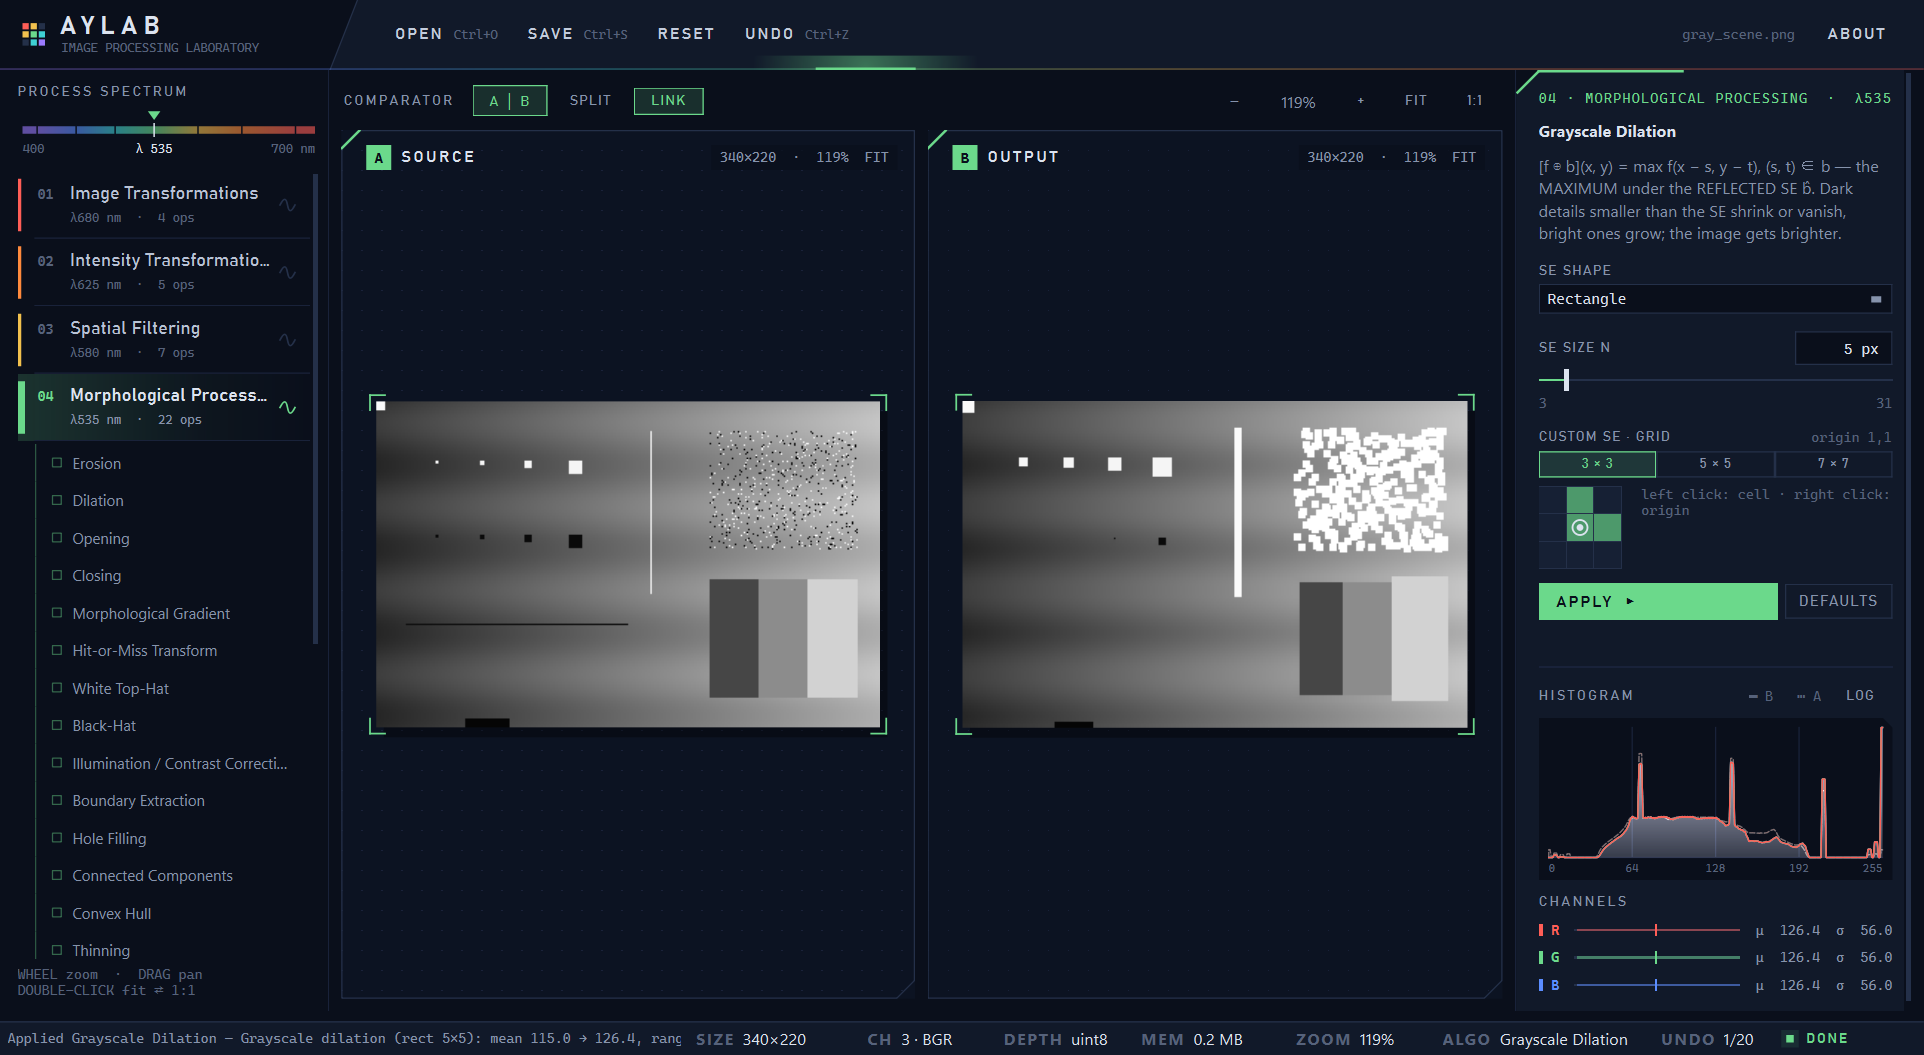 AYLAB
IMAGE PROCESSING LABORATORY
OPEN Ctrl+O SAVE Ctrl+S RESET UNDO Ctrl+Z
gray_scene.png ABOUT
PROCESS SPECTRUM
400 λ 535 700 nm
01 Image Transformations
λ680 nm · 4 ops
02 Intensity Transformatio…
λ625 nm · 5 ops
03 Spatial Filtering
λ580 nm · 7 ops
04 Morphological Process…
λ535 nm · 22 ops
Erosion
Dilation
Opening
Closing
Morphological Gradient
Hit-or-Miss Transform
White Top-Hat
Black-Hat
Illumination / Contrast Correcti…
Boundary Extraction
Hole Filling
Connected Components
Convex Hull
Thinning
WHEEL zoom · DRAG pan
DOUBLE-CLICK fit ⇄ 1:1
COMPARATOR A | B SPLIT LINK
− 119% + FIT 1:1
A SOURCE 340×220 · 119% FIT
B OUTPUT 340×220 · 119% FIT
04 · MORPHOLOGICAL PROCESSING · λ535
Grayscale Dilation
[f ⊕ b](x, y) = max f(x − s, y − t), (s, t) ∈ b — the
MAXIMUM under the REFLECTED SE b̂. Dark
details smaller than the SE shrink or vanish,
bright ones grow; the image gets brighter.
SE SHAPE
Rectangle
SE SIZE N 5 px
3 31
CUSTOM SE · GRID origin 1,1
3 × 3 5 × 5 7 × 7
left click: cell · right click:
origin
APPLY ▸ DEFAULTS
HISTOGRAM B A LOG
0 64 128 192 255
CHANNELS
R μ 126.4 σ 56.0
G μ 126.4 σ 56.0
B μ 126.4 σ 56.0
Applied Grayscale Dilation — Grayscale dilation (rect 5×5): mean 115.0 → 126.4, rang
SIZE 340×220 CH 3 · BGR DEPTH uint8 MEM 0.2 MB ZOOM 119% ALGO Grayscale Dilation UNDO 1/20 DONE